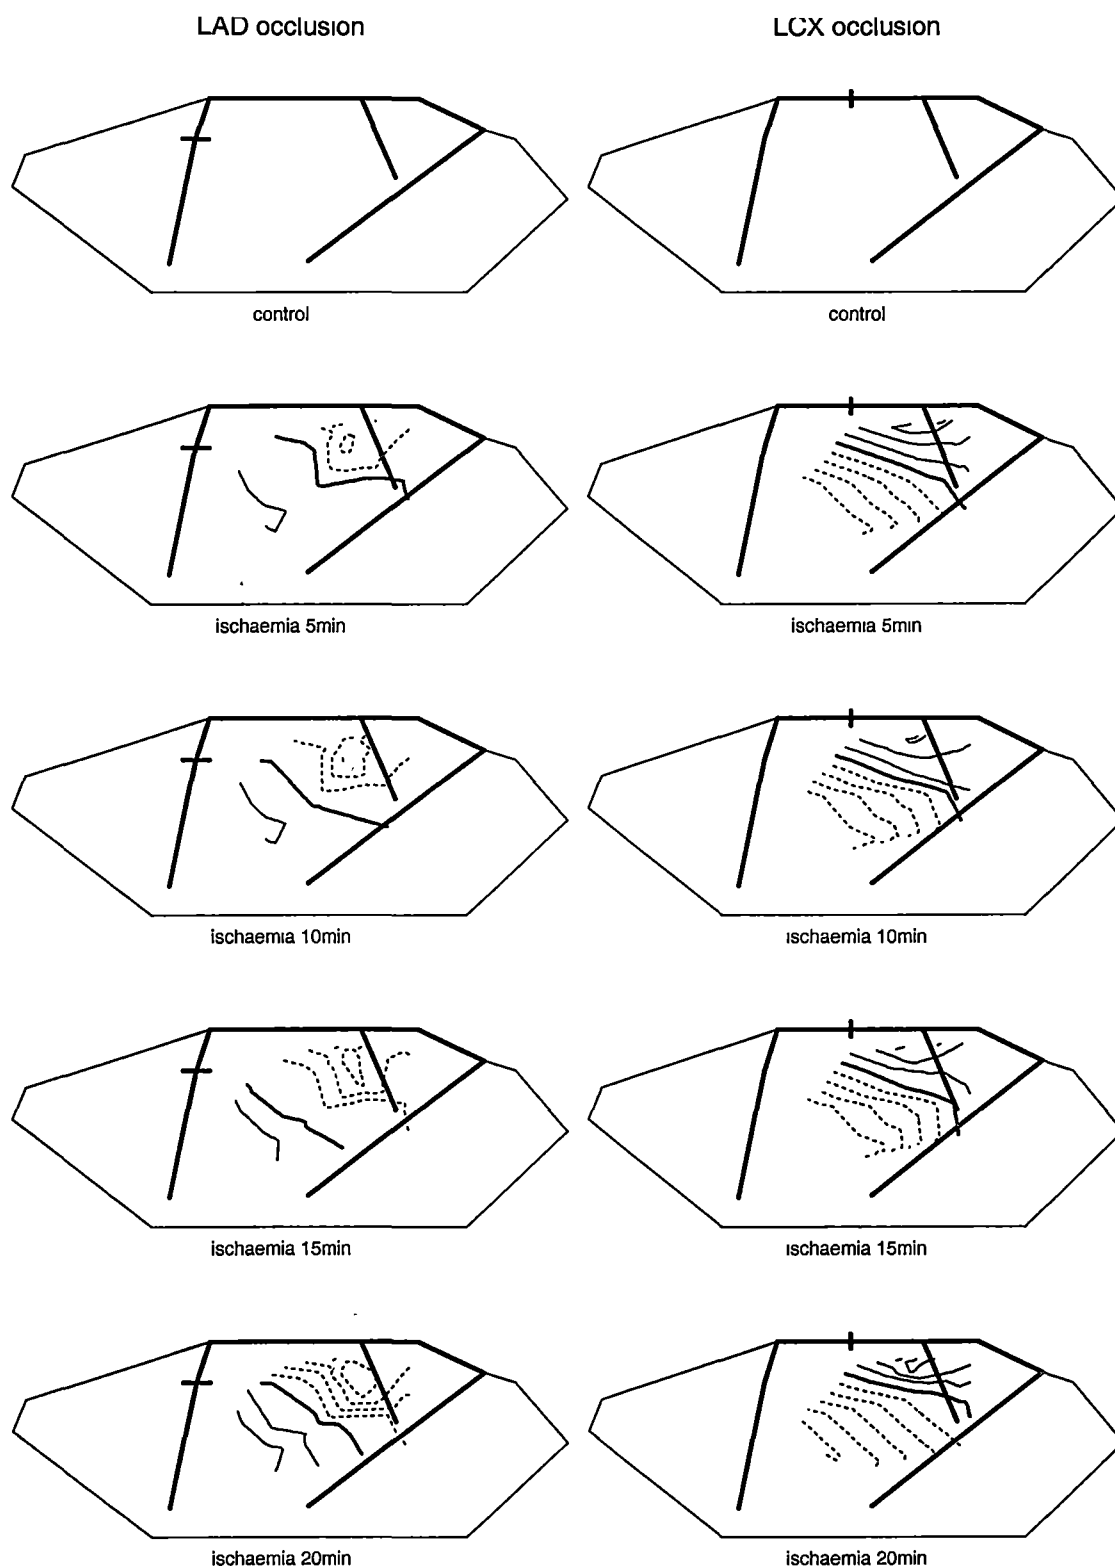 LAD occlusion
LCX occlusion
control
control
ischaemia 5min
ischaemia 5min
ischaemia 10min
ischaemia 10min
ischaemia 15min
ischaemia 15min
ischaemia 20min
ischaemia 20min